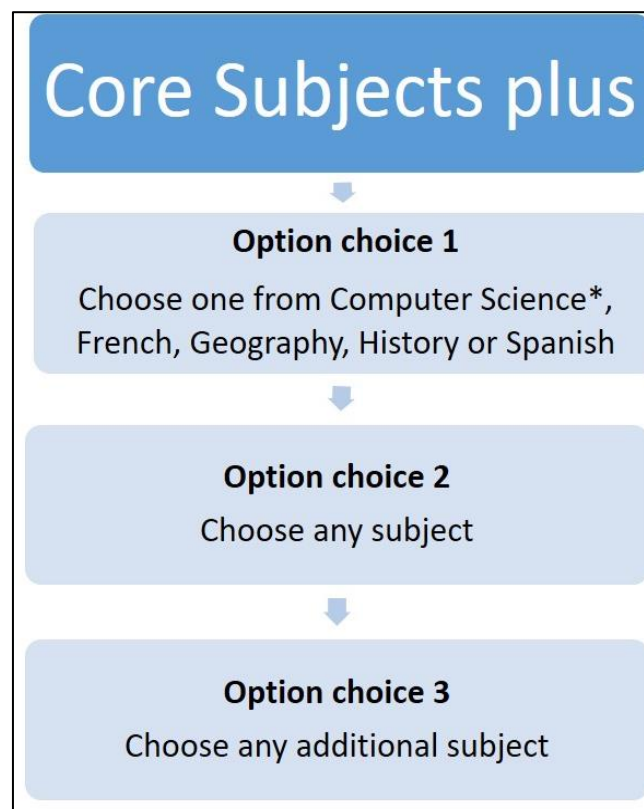 Core Subjects plus
Option choice 1
Choose one from Computer Science*,
French, Geography, History or Spanish
Option choice 2
Choose any subject
Option choice 3
Choose any additional subject